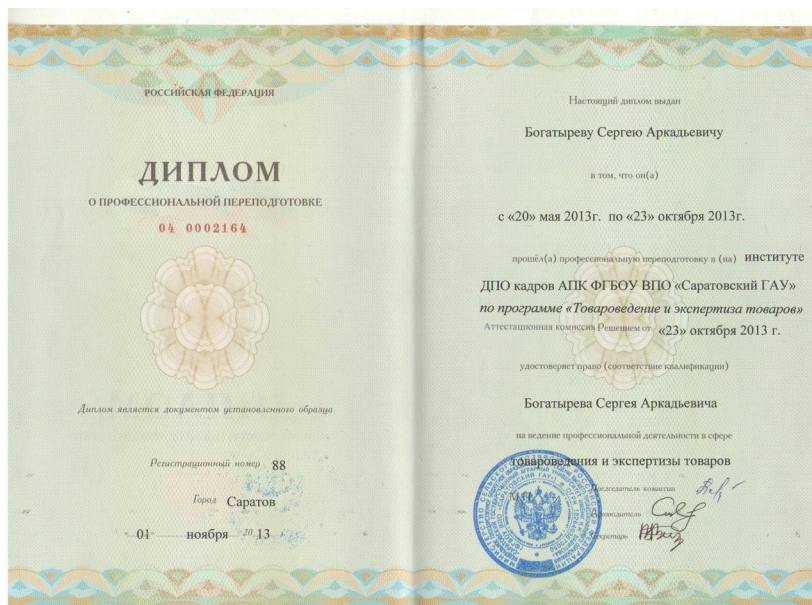 РОССИЙСКАЯ ФЕДЕРАЦИЯ
ДИПЛОМ
О ПРОФЕССИОНАЛЬНОЙ ПЕРЕПОДГОТОВКЕ
04 0002164
Диплом является документом установленного образца
Регистрационный номер 88
Город Саратов
01 ноября 20 13
Настоящий диплом выдан
Богатыреву Сергею Аркадьевичу
в том, что он(а)
с «20» мая 2013г. по «23» октября 2013г.
прошёл(а) профессиональную переподготовку в (на) институте
ДПО кадров АПК ФГБОУ ВПО «Саратовский ГАУ»
по программе «Товароведение и экспертиза товаров»
Аттестационная комиссия Решением от «23» октября 2013 г.
удостоверяет право (соответствие квалификации)
Богатырева Сергея Аркадьевича
на ведение профессиональной деятельности в сфере
товароведения и экспертизы товаров
Председатель комиссии
М.П.
Руководитель
Секретарь